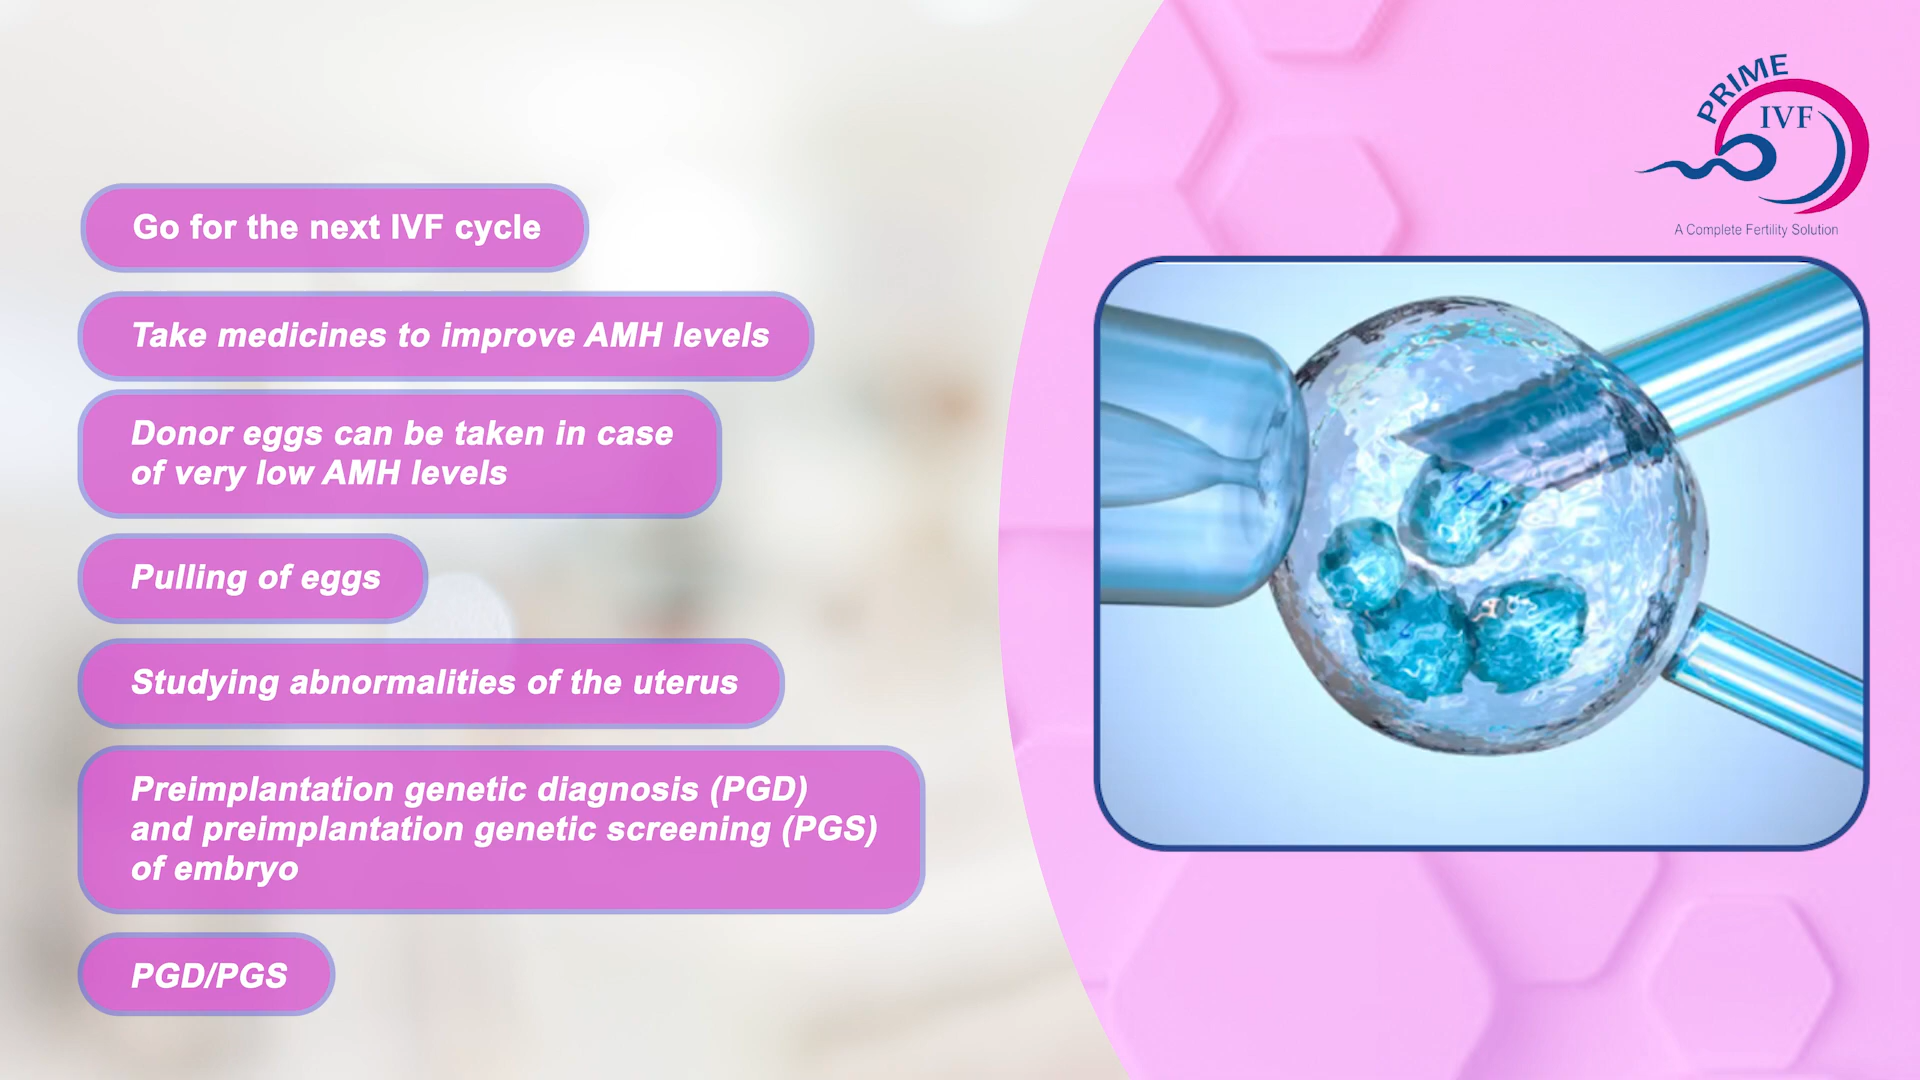 Go for the next IVF cycle
Take medicines to improve AMH levels
Donor eggs can be taken in case
of very low AMH levels
Pulling of eggs
Studying abnormalities of the uterus
Preimplantation genetic diagnosis (PGD)
and preimplantation genetic screening (PGS)
of embryo
PGD/PGS
PRIME
IVF
A Complete Fertility Solution